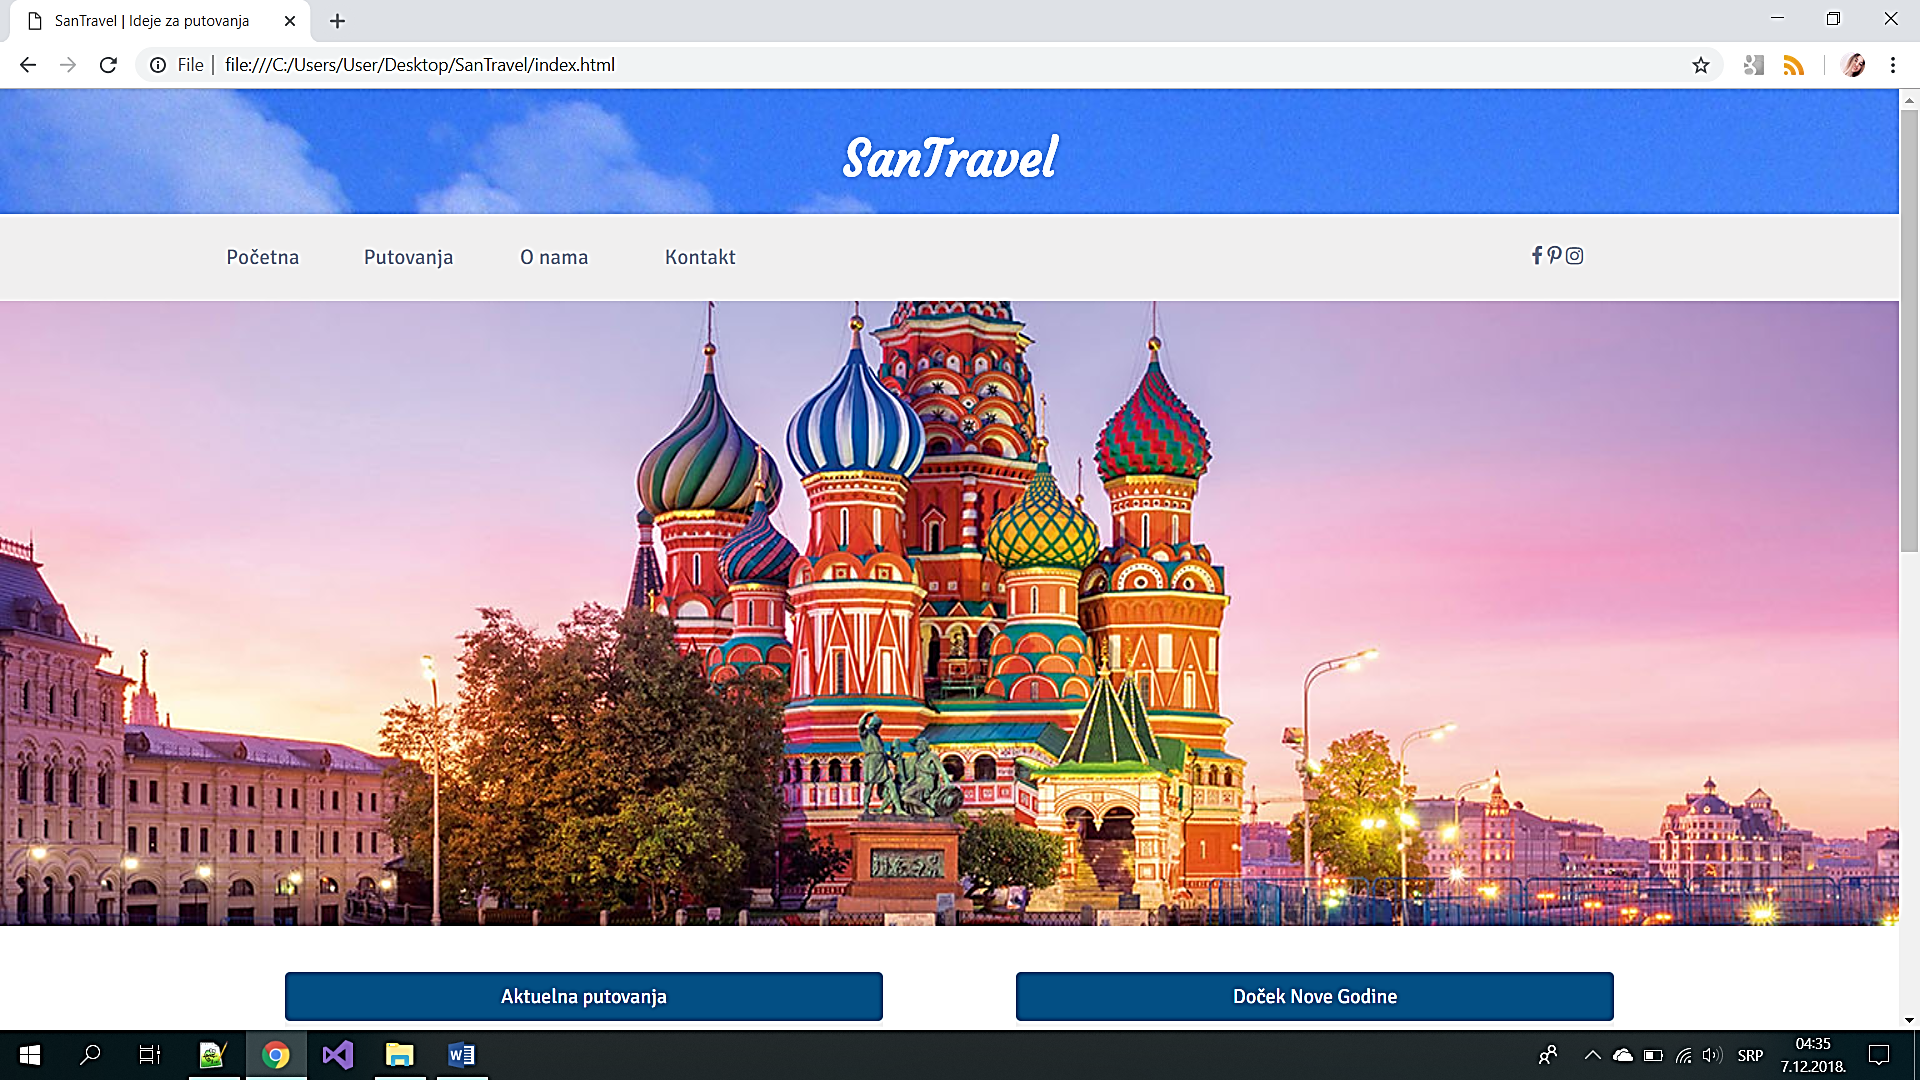 SanTravel | Ideje za putovanja
File | file:///C:/Users/User/Desktop/SanTravel/index.html
SanTravel
Početna Putovanja O nama Kontakt
Aktuelna putovanja Doček Nove Godine
SRP 04:35
7.12.2018.